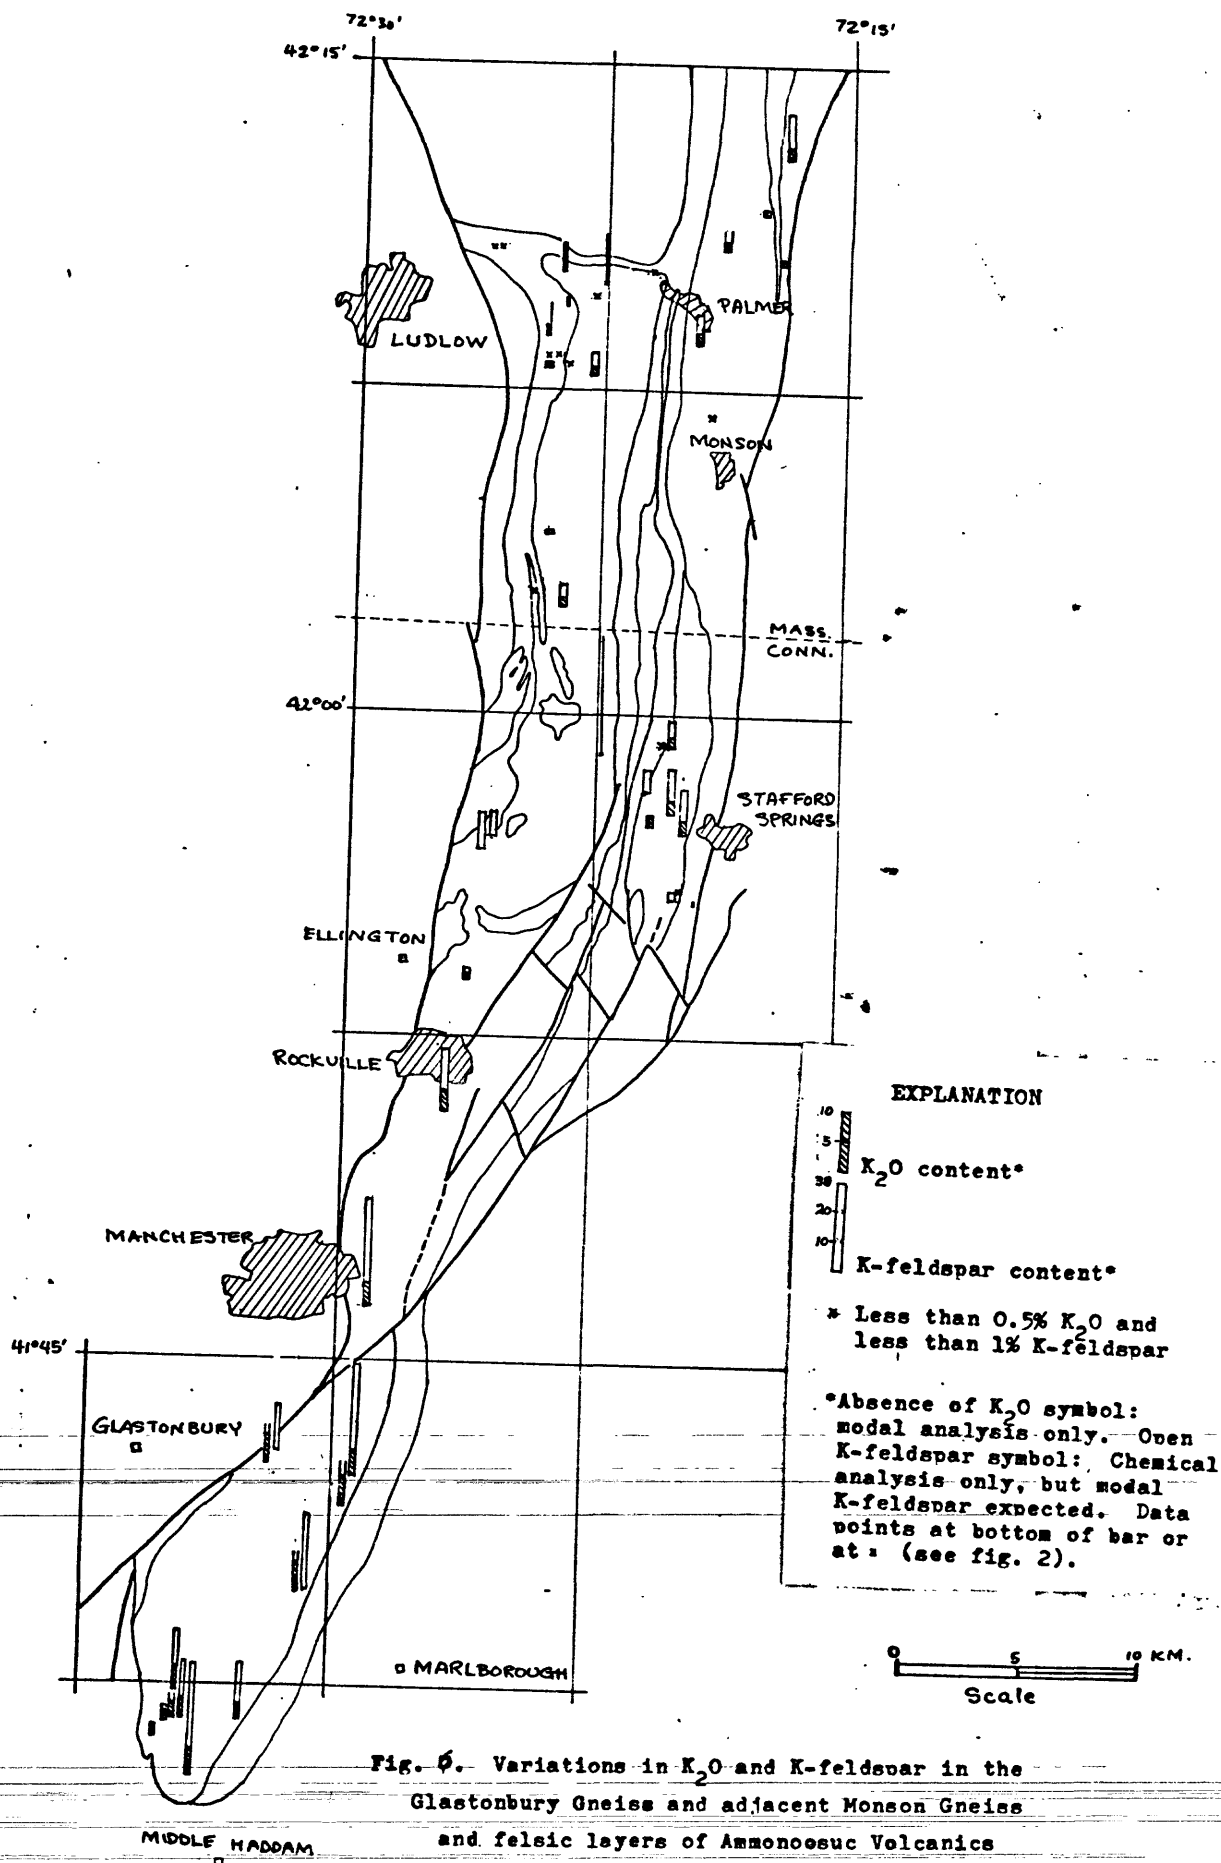 72°30'
72°15'
42°15'
LUDLOW
PALMER
MONSON
MASS.
CONN.
42°00'
STAFFORD
SPRINGS
ELLINGTON
ROCKVILLE
EXPLANATION
10
5
K2O content*
30
20
10
K-feldspar content*
MANCHESTER
× Less than 0.5% K2O and
less than 1% K-feldspar
41°45'
*Absence of K2O symbol:
modal analysis only. Open
K-feldspar symbol: Chemical
analysis only, but modal
K-feldspar expected. Data
points at bottom of bar or
at × (see fig. 2).
GLASTONBURY
MARLBOROUGH
0 5 10 KM.
Scale
Fig. Variations in K2O and K-feldspar in the
Glastonbury Gneiss and adjacent Monson Gneiss
and felsic layers of Ammonoosuc Volcanics
MIDDLE HADDAM